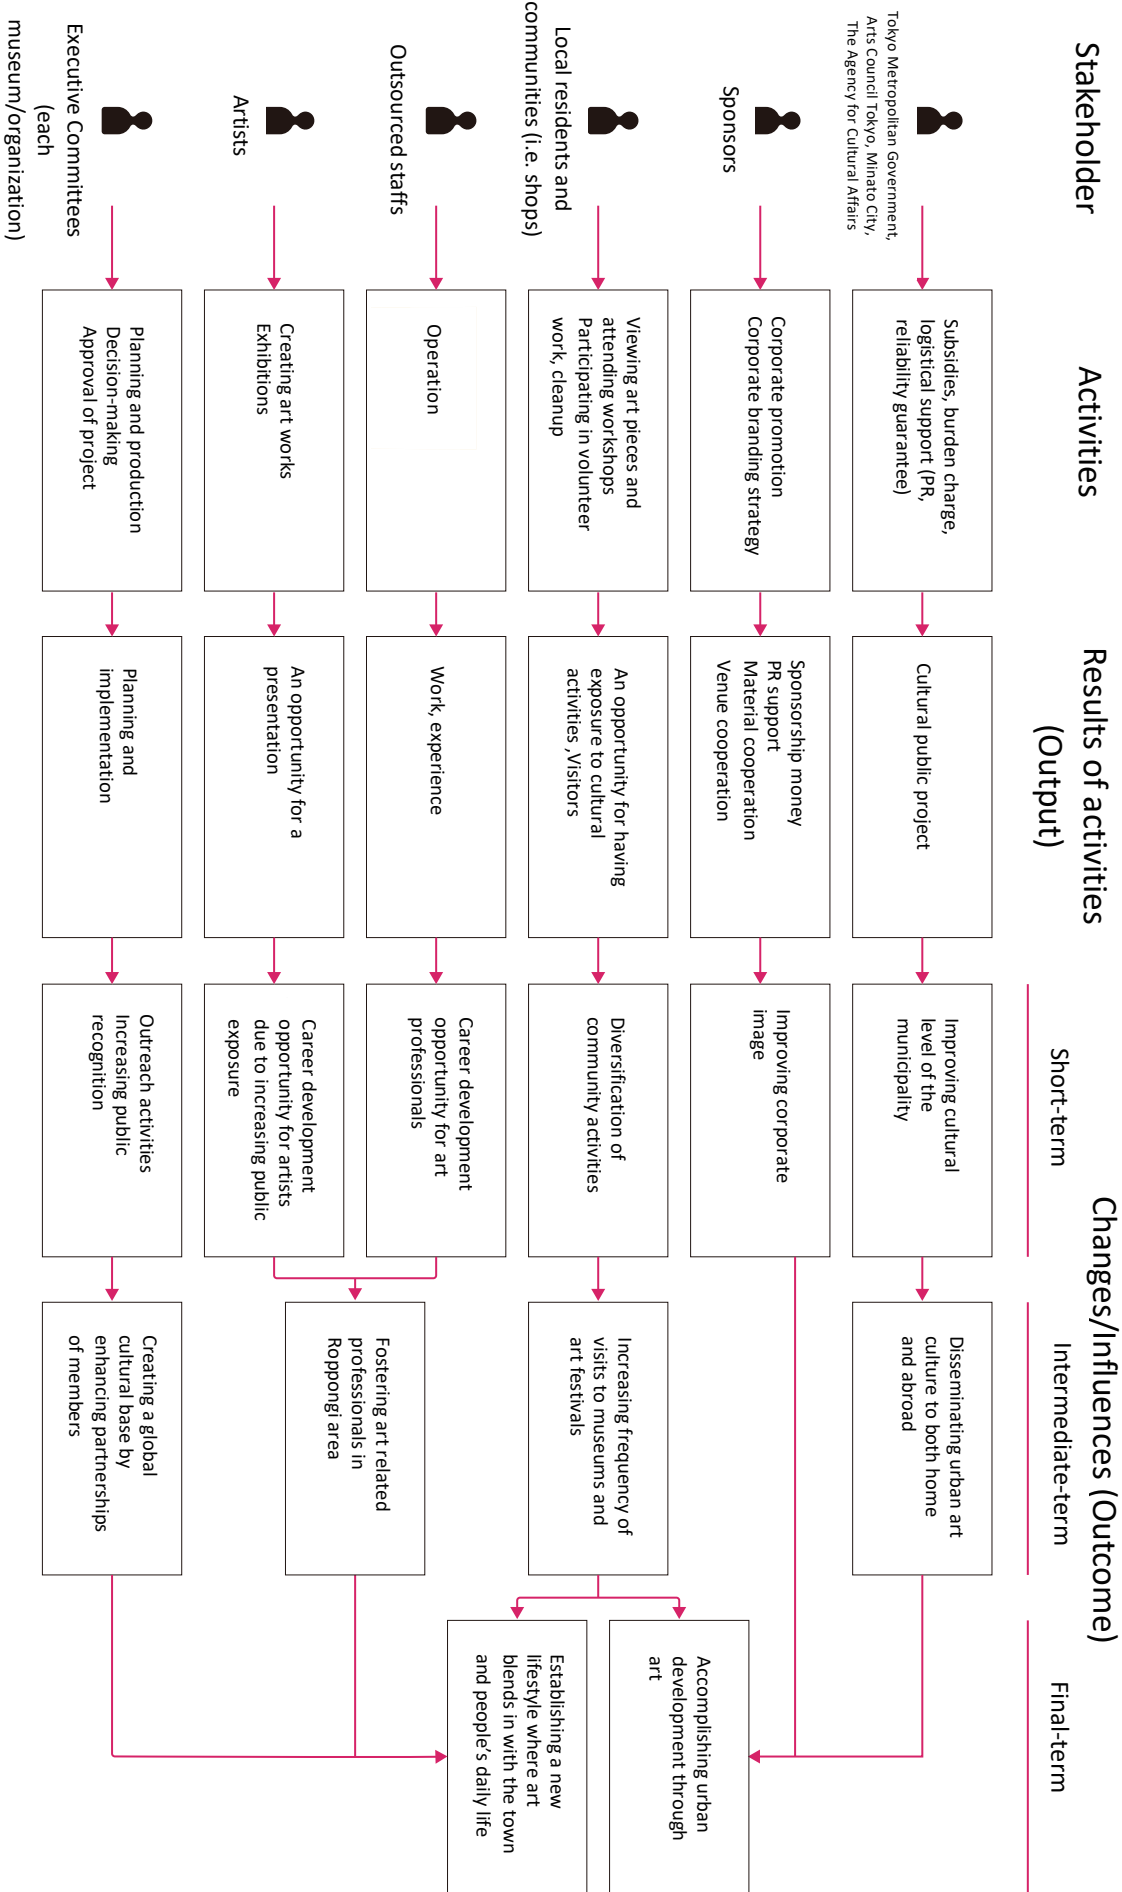 Stakeholder
Activities
Results of activities
(Output)
Changes/Influences (Outcome)
Short-term
Intermediate-term
Final-term
Tokyo Metropolitan Government,
Arts Council Tokyo, Minato City,
The Agency for Cultural Affairs
Subsidies, burden charge,
logistical support (PR,
reliability guarantee)
Cultural public project
Improving cultural
level of the
municipality
Disseminating urban art
culture to both home
and abroad
Sponsors
Corporate promotion
Corporate branding strategy
Sponsorship money
PR support
Material cooperation
Venue cooperation
Improving corporate
image
Accomplishing urban
development through
art
Local residents and
communities (i.e. shops)
Viewing art pieces and
attending workshops
Participating in volunteer
work, cleanup
An opportunity for having
exposure to cultural
activities ,Visitors
Diversification of
community activities
Increasing frequency of
visits to museums and
art festivals
Establishing a new
lifestyle where art
blends in with the town
and people's daily life
Outsourced staffs
Operation
Work, experience
Career development
opportunity for art
professionals
Fostering art related
professionals in
Roppongi area
Artists
Creating art works
Exhibitions
An opportunity for a
presentation
Career development
opportunity for artists
due to increasing public
exposure
Executive Committees
(each
museum/organization)
Planning and production
Decision-making
Approval of project
Planning and
implementation
Outreach activities
Increasing public
recognition
Creating a global
cultural base by
enhancing partnerships
of members